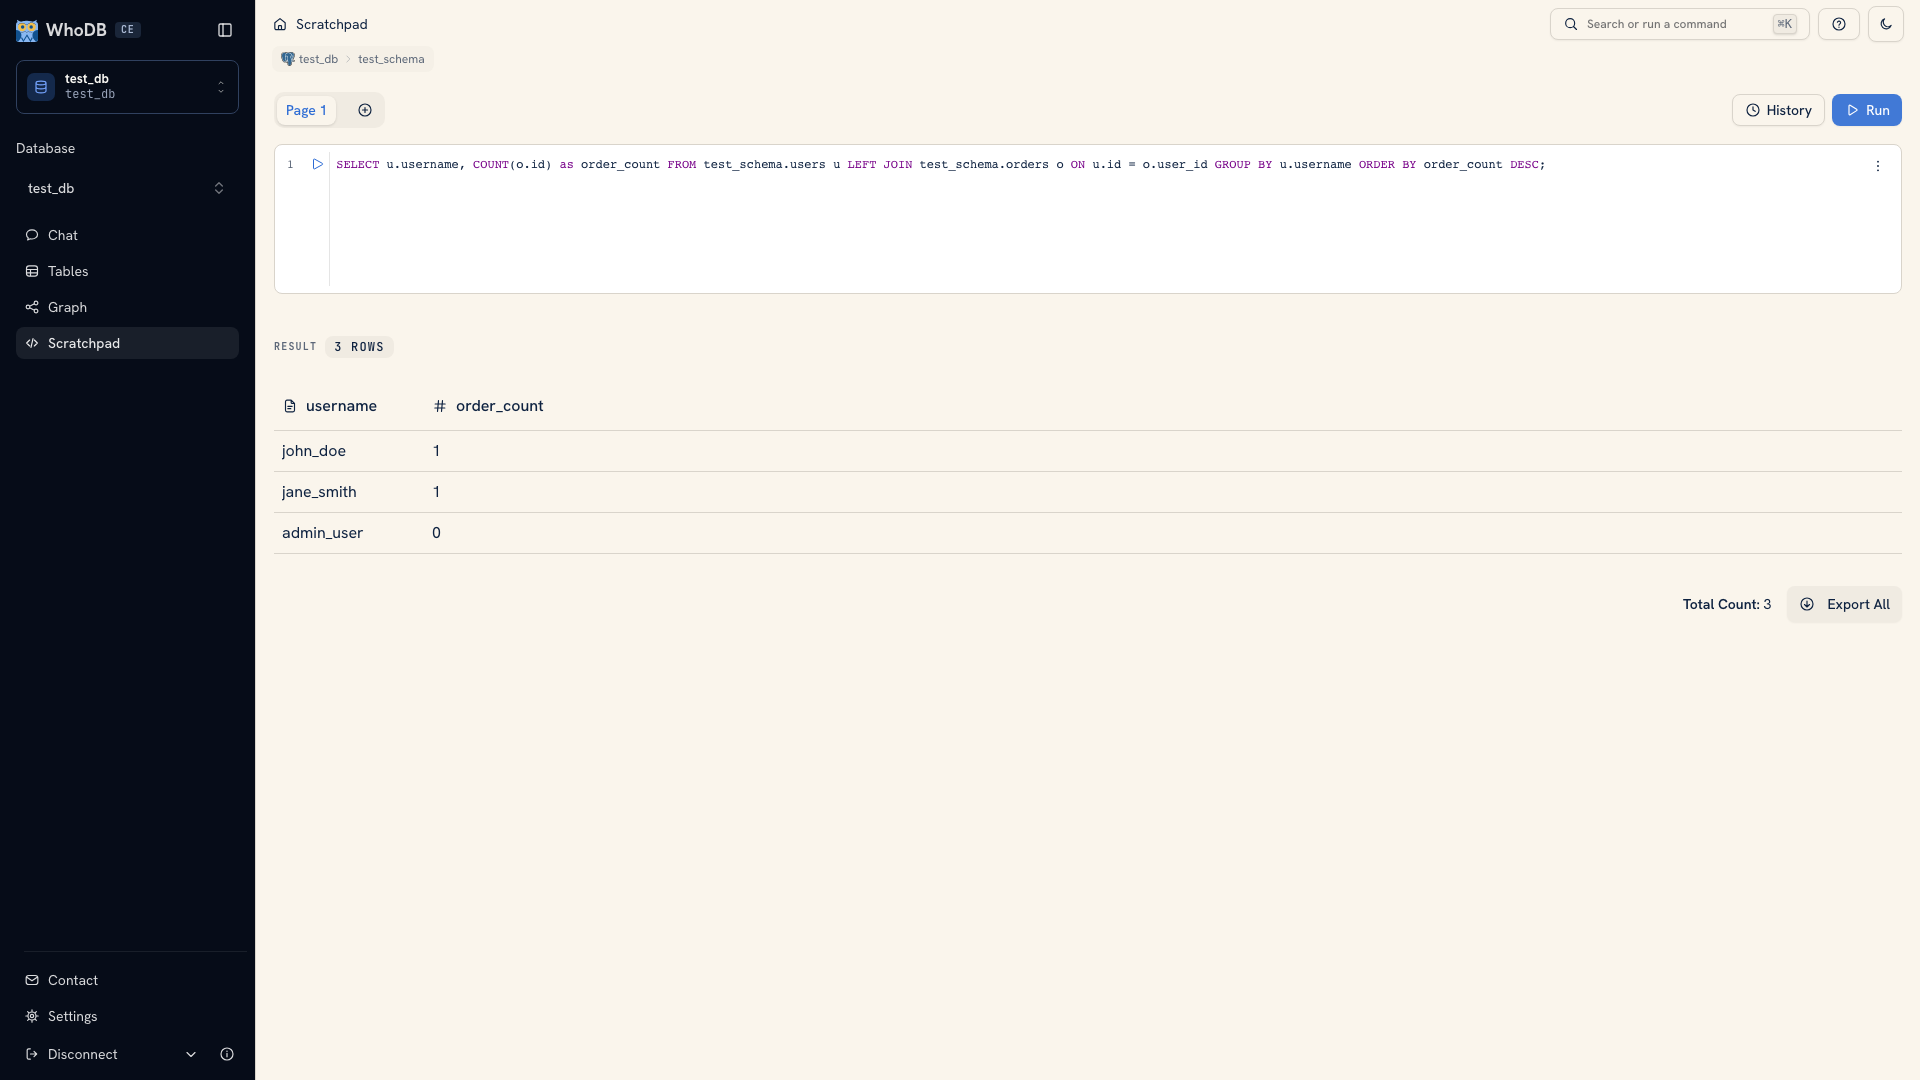 WhoDB CE
test_db
test_db
Database
test_db
Chat
Tables
Graph
Scratchpad
Contact
Settings
Disconnect
Scratchpad
Search or run a command ⌘K
test_db test_schema
Page 1
History
Run
1 SELECT u.username, COUNT(o.id) as order_count FROM test_schema.users u LEFT JOIN test_schema.orders o ON u.id = o.user_id GROUP BY u.username ORDER BY order_count DESC;
RESULT 3 ROWS
username order_count
john_doe 1
jane_smith 1
admin_user 0
Total Count: 3
Export All